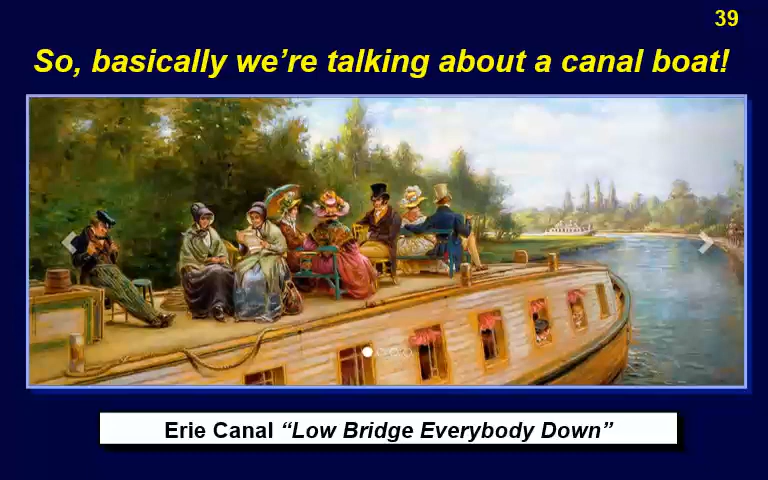 39
So, basically we’re talking about a canal boat!
Erie Canal “Low Bridge Everybody Down”